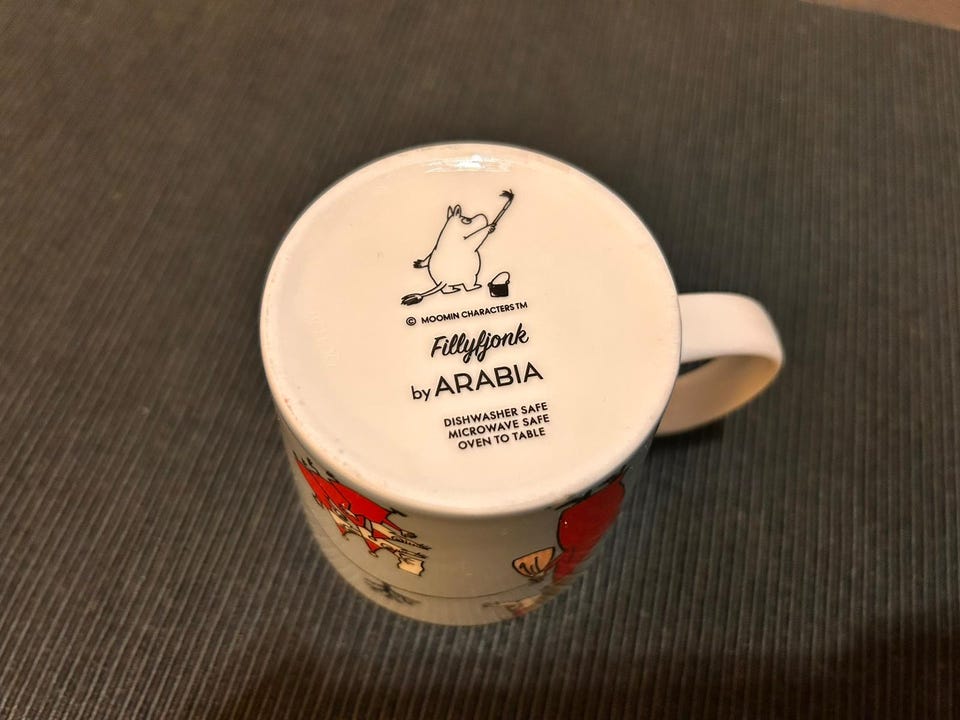 © MOOMIN CHARACTERS TM
Fillyfjonk
by ARABIA
DISHWASHER SAFE
MICROWAVE SAFE
OVEN TO TABLE